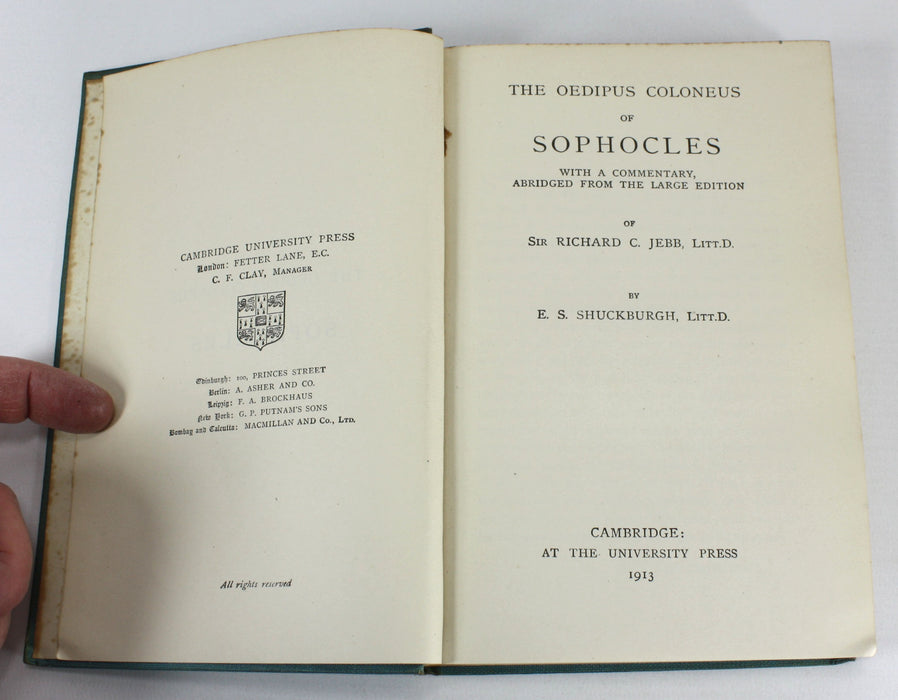 CAMBRIDGE UNIVERSITY PRESS
London: FETTER LANE, E.C.
C. F. CLAY, MANAGER
Edinburgh: 100, PRINCES STREET
Berlin: A. ASHER AND CO.
Leipzig: F. A. BROCKHAUS
New York: G. P. PUTNAM'S SONS
Bombay and Calcutta: MACMILLAN AND CO., LTD.
All rights reserved
THE OEDIPUS COLONEUS
OF
SOPHOCLES
WITH A COMMENTARY,
ABRIDGED FROM THE LARGE EDITION
OF
SIR RICHARD C. JEBB, LITT.D.
BY
E. S. SHUCKBURGH, LITT.D.
CAMBRIDGE:
AT THE UNIVERSITY PRESS
1913